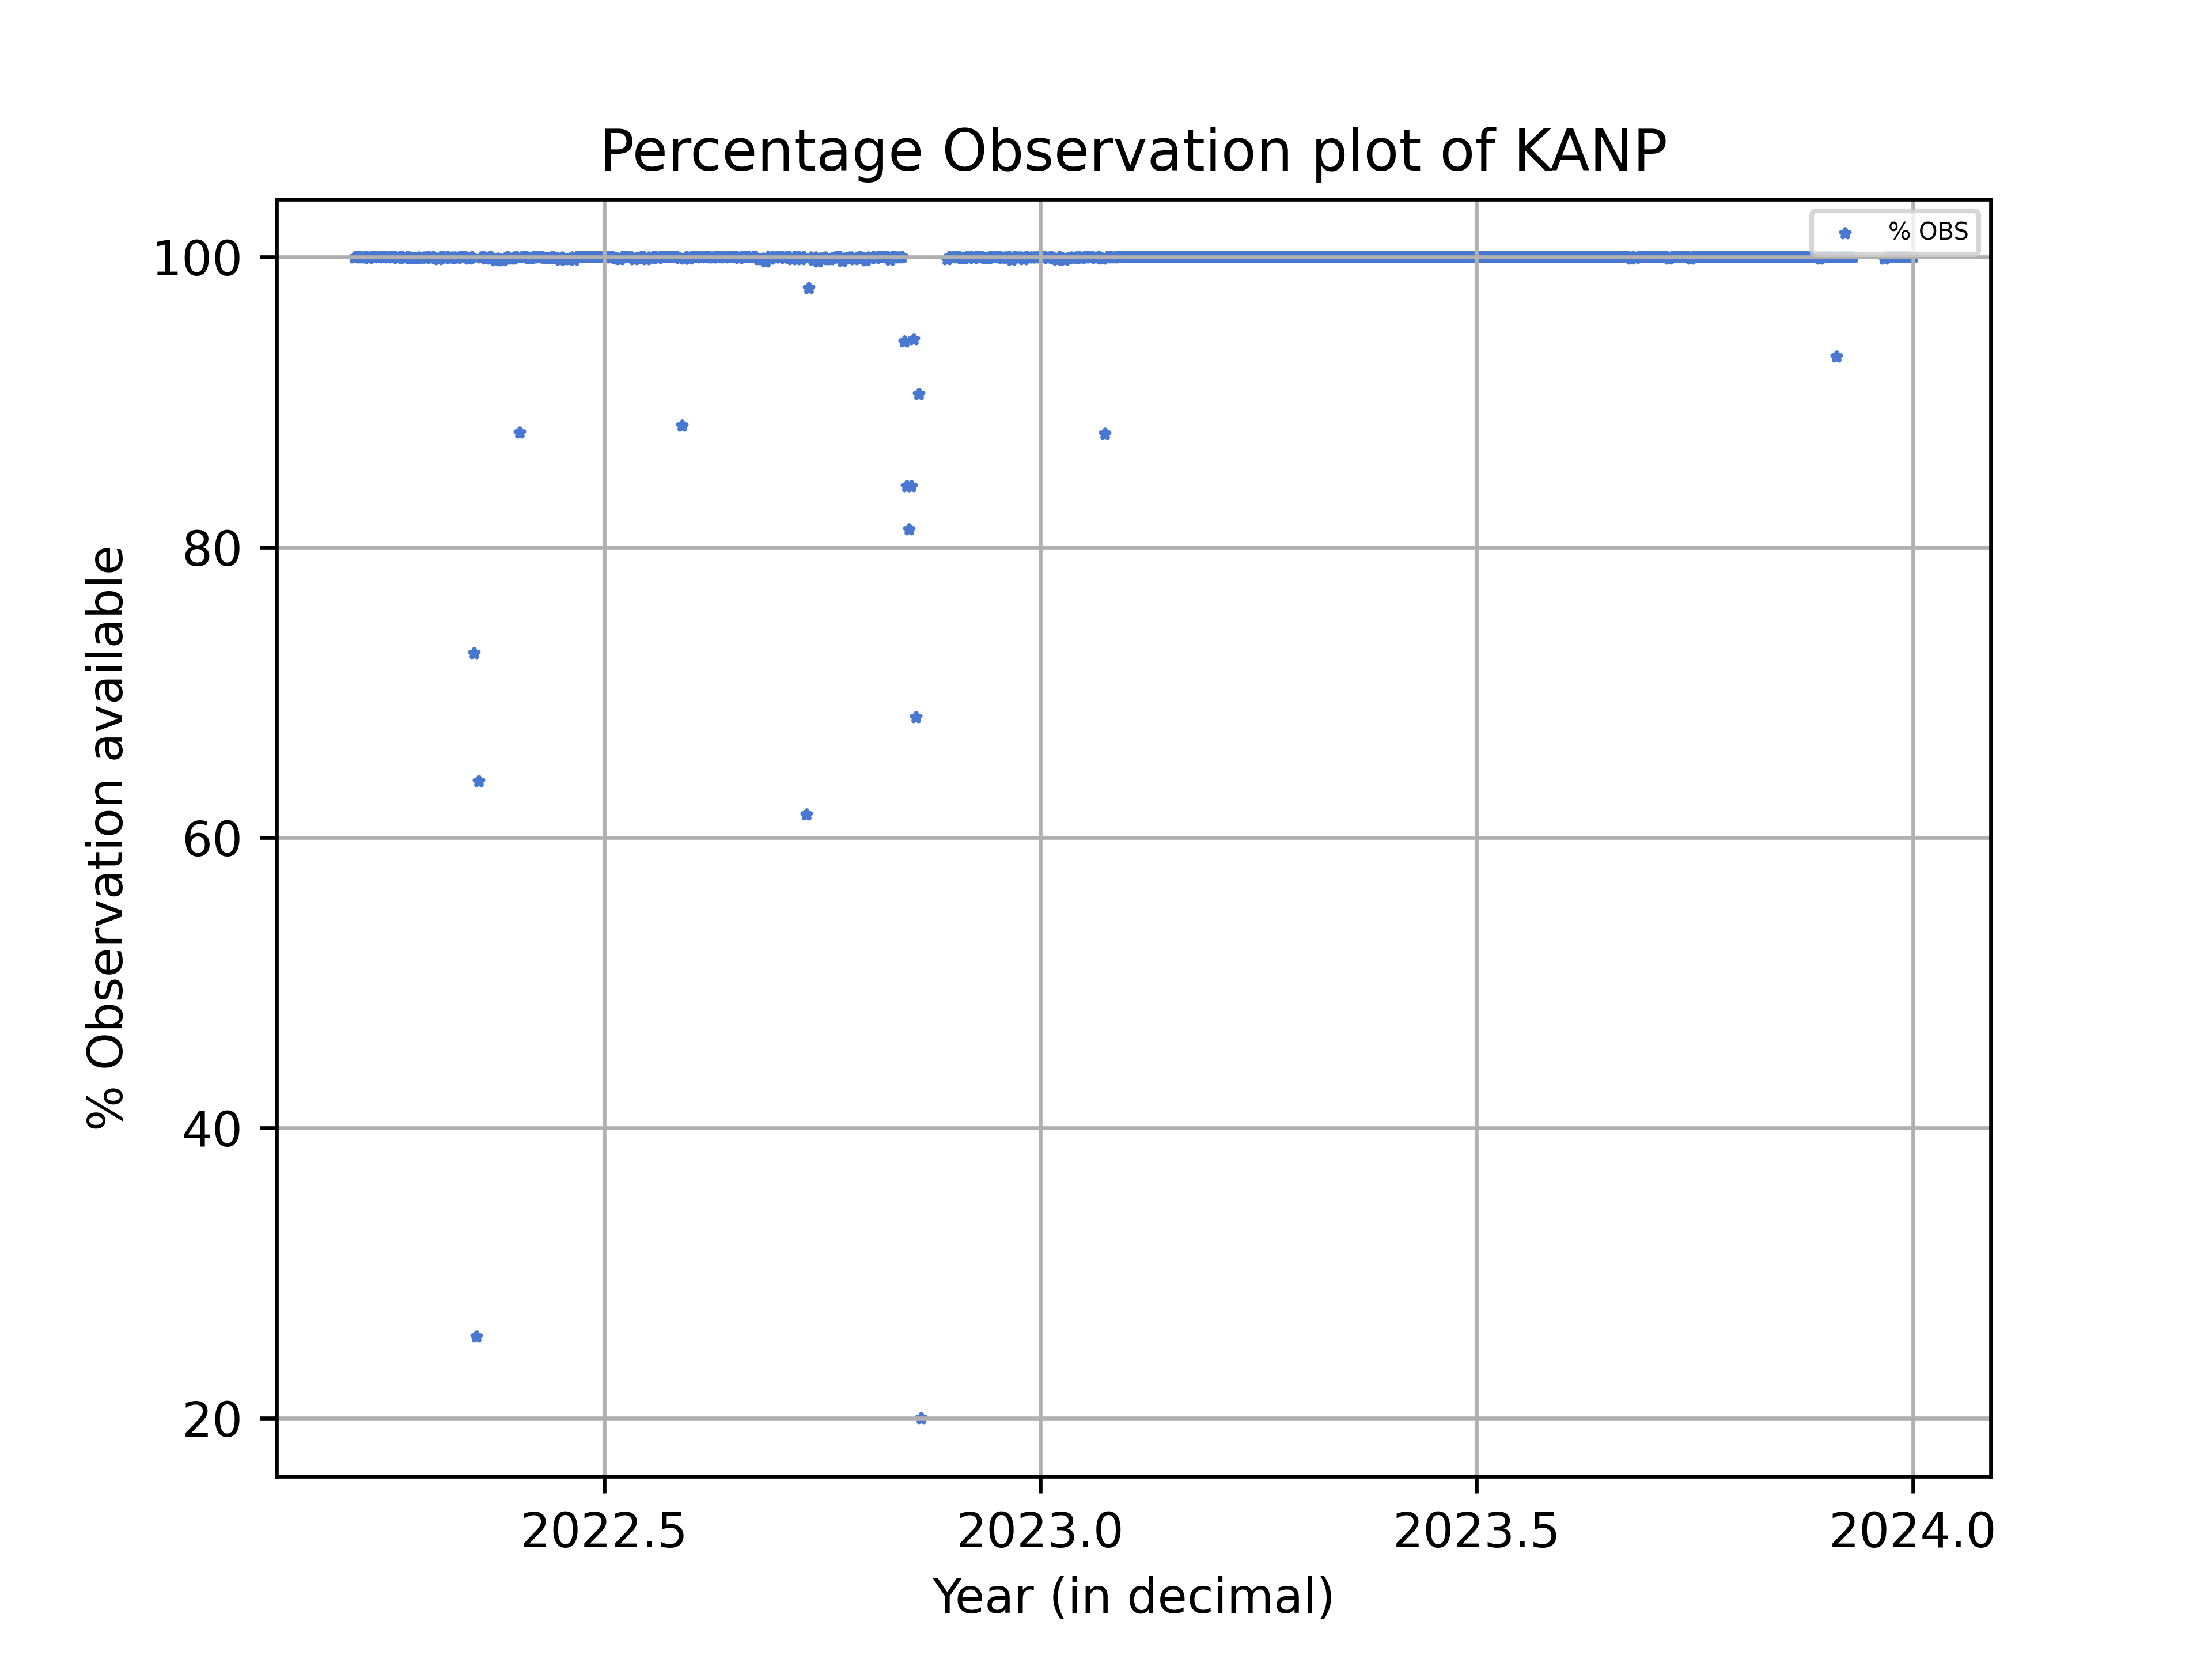 Percentage Observation plot of KANP
% OBS
100
80
60
40
20
% Observation available
2022.5 2023.0 2023.5 2024.0
Year (in decimal)